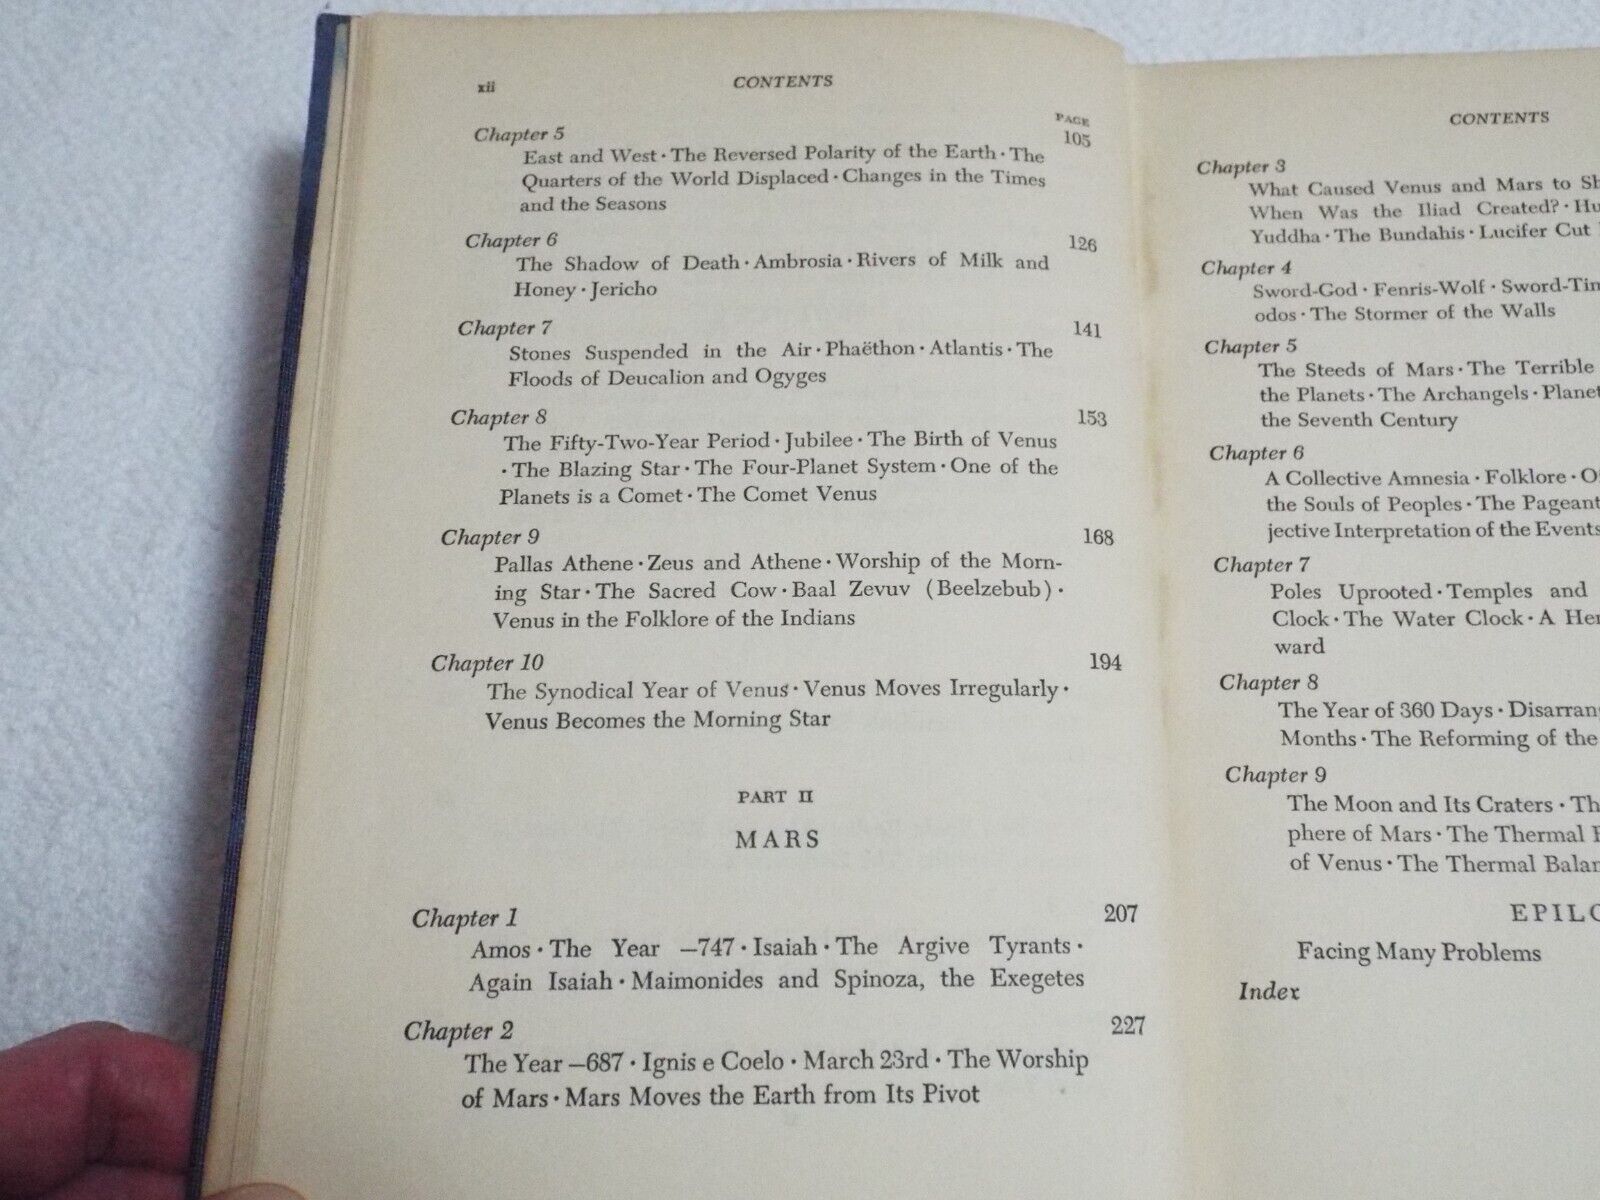 xii CONTENTS
PAGE
Chapter 5 105
East and West · The Reversed Polarity of the Earth · The
Quarters of the World Displaced · Changes in the Times
and the Seasons
Chapter 6 126
The Shadow of Death · Ambrosia · Rivers of Milk and
Honey · Jericho
Chapter 7 141
Stones Suspended in the Air · Phaëthon · Atlantis · The
Floods of Deucalion and Ogyges
Chapter 8 153
The Fifty-Two-Year Period · Jubilee · The Birth of Venus
· The Blazing Star · The Four-Planet System · One of the
Planets is a Comet · The Comet Venus
Chapter 9 168
Pallas Athene · Zeus and Athene · Worship of the Morn-
ing Star · The Sacred Cow · Baal Zevuv (Beelzebub) ·
Venus in the Folklore of the Indians
Chapter 10 194
The Synodical Year of Venus · Venus Moves Irregularly ·
Venus Becomes the Morning Star
PART II
MARS
Chapter 1 207
Amos · The Year —747 · Isaiah · The Argive Tyrants ·
Again Isaiah · Maimonides and Spinoza, the Exegetes
Chapter 2 227
The Year —687 · Ignis e Coelo · March 23rd · The Worship
of Mars · Mars Moves the Earth from Its Pivot
CONTENTS
Chapter 3
What Caused Venus and Mars to
When Was the Iliad Created? ·
Yuddha · The Bundahis · Lucifer Cut
Chapter 4
Sword-God · Fenris-Wolf ·
odos · The Stormer of the Walls
Chapter 5
The Steeds of Mars · The Terrible
the Planets · The Archangels ·
the Seventh Century
Chapter 6
A Collective Amnesia · Folklore ·
the Souls of Peoples · The
jective Interpretation of the Events
Chapter 7
Poles Uprooted · Temples and
Clock · The Water Clock · A
ward
Chapter 8
The Year of 360 Days ·
Months · The Reforming of the
Chapter 9
The Moon and Its Craters ·
phere of Mars · The Thermal
of Venus · The Thermal
Facing Many Problems
Index